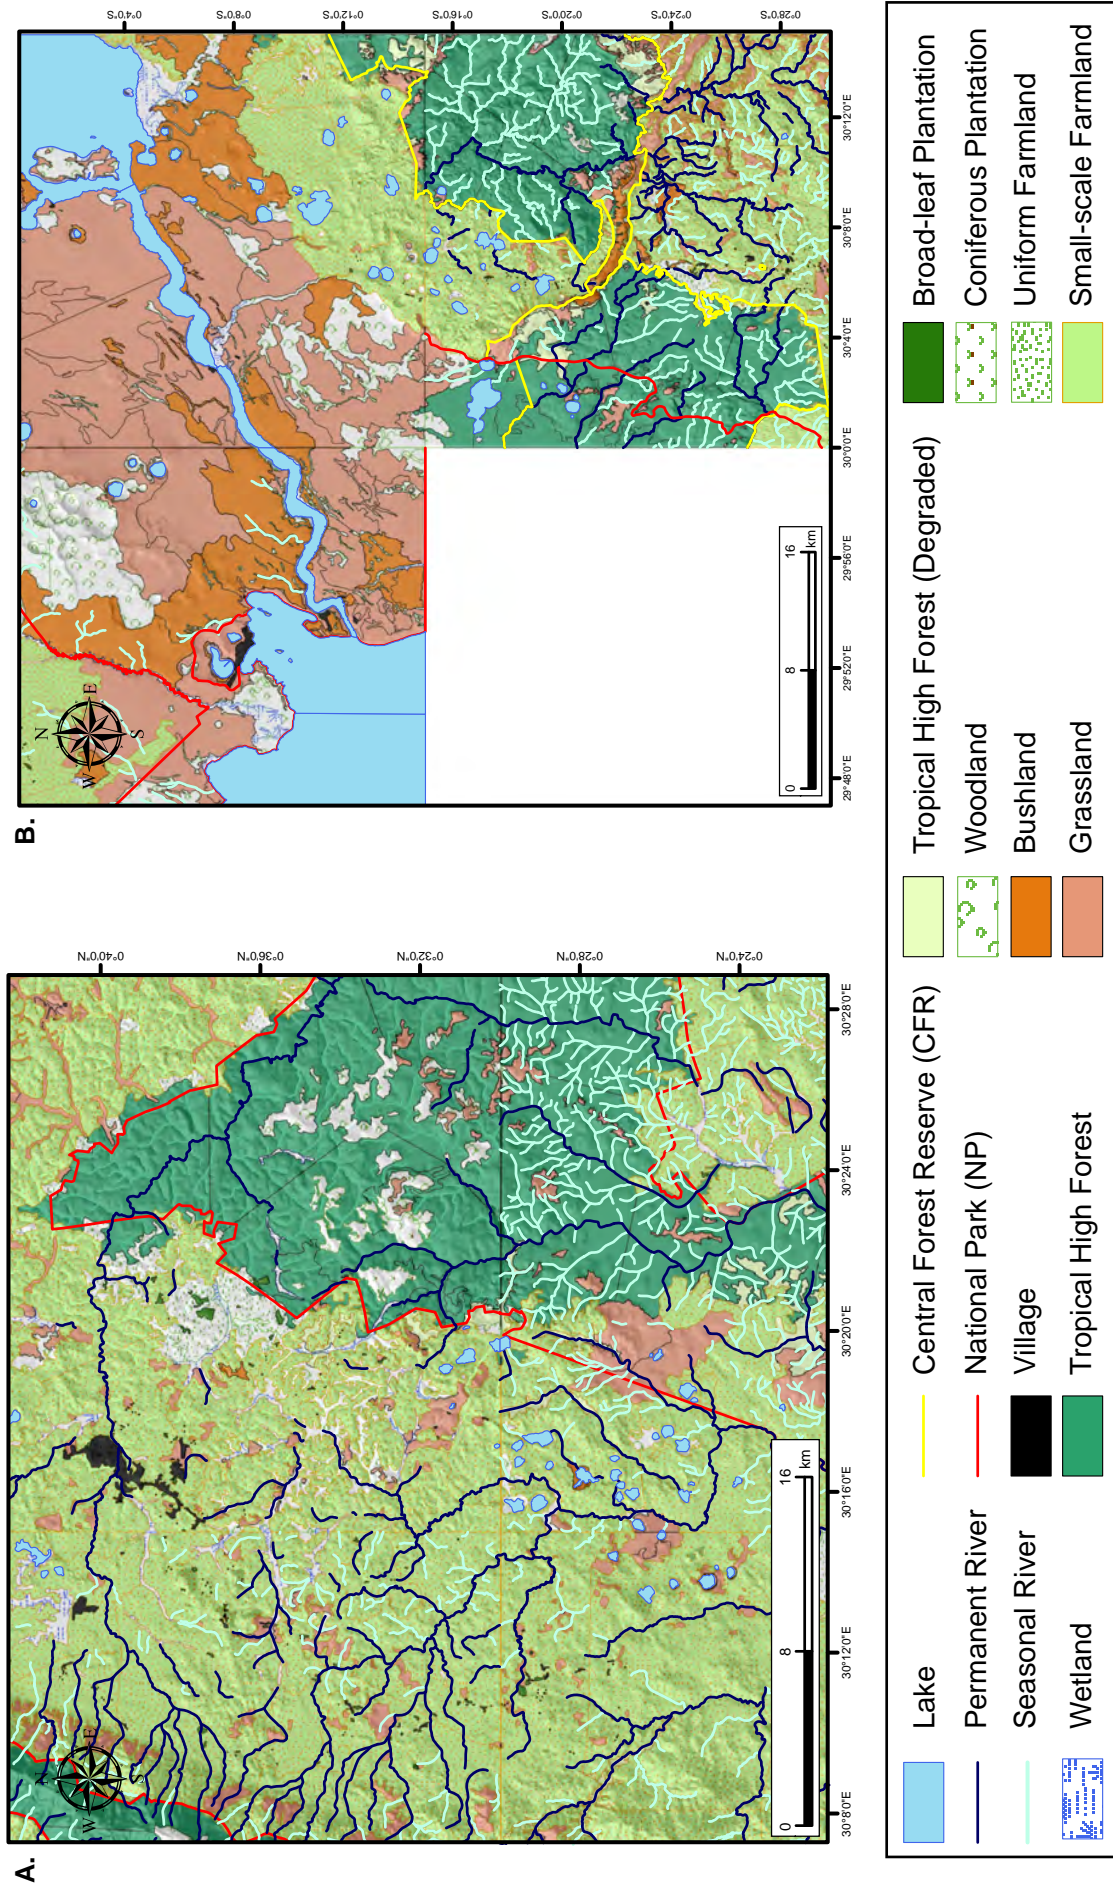 A.
N
E
S
W
0°40'0"N
0°36'0"N
0°32'0"N
0°28'0"N
0°24'0"N
0
8
16
km
30°8'0"E
30°12'0"E
30°16'0"E
30°20'0"E
30°24'0"E
30°28'0"E
B.
N
E
S
W
0°4'0"S
0°8'0"S
0°12'0"S
0°16'0"S
0°20'0"S
0°24'0"S
0°28'0"S
0
8
16
km
29°48'0"E
29°52'0"E
29°56'0"E
30°0'0"E
30°4'0"E
30°8'0"E
30°12'0"E
Lake
Permanent River
Seasonal River
Wetland
Central Forest Reserve (CFR)
National Park (NP)
Village
Tropical High Forest
Tropical High Forest (Degraded)
Woodland
Bushland
Grassland
Broad-leaf Plantation
Coniferous Plantation
Uniform Farmland
Small-scale Farmland